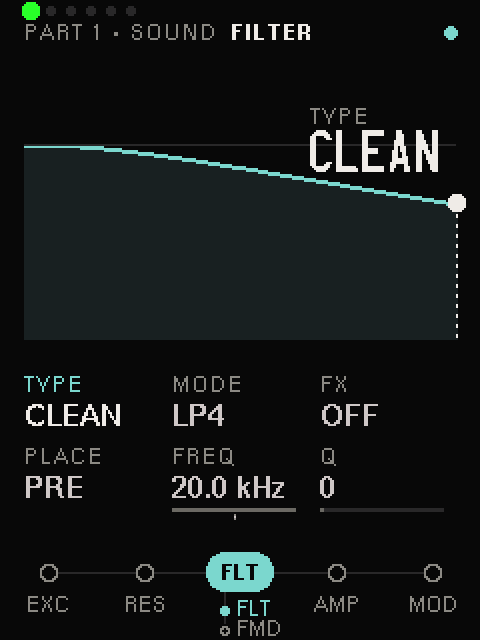 PART 1 · SOUND FILTER
TYPE
CLEAN
TYPE MODE FX
CLEAN LP4 OFF
PLACE FREQ Q
PRE 20.0 kHz 0
FLT
EXC RES AMP MOD
FLT
FMD